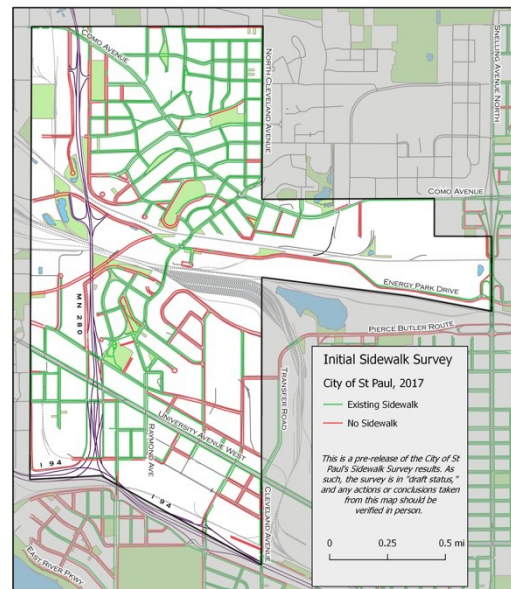 COMO AVENUE
NORTH CLEVELAND AVENUE
SNELLING AVENUE NORTH
COMO AVENUE
ENERGY PARK DRIVE
MN 280
PIERCE BUTLER ROUTE
TRANSFER ROAD
UNIVERSITY AVENUE WEST
RAYMOND AVE
I 94
I 94
CLEVELAND AVENUE
EAST RIVER PKWY
Initial Sidewalk Survey
City of St Paul, 2017
Existing Sidewalk
No Sidewalk
This is a pre-release of the City of St
Paul's Sidewalk Survey results. As
such, the survey is in "draft status,"
and any actions or conclusions taken
from this map should be
verified in person.
0 0.25 0.5 mi